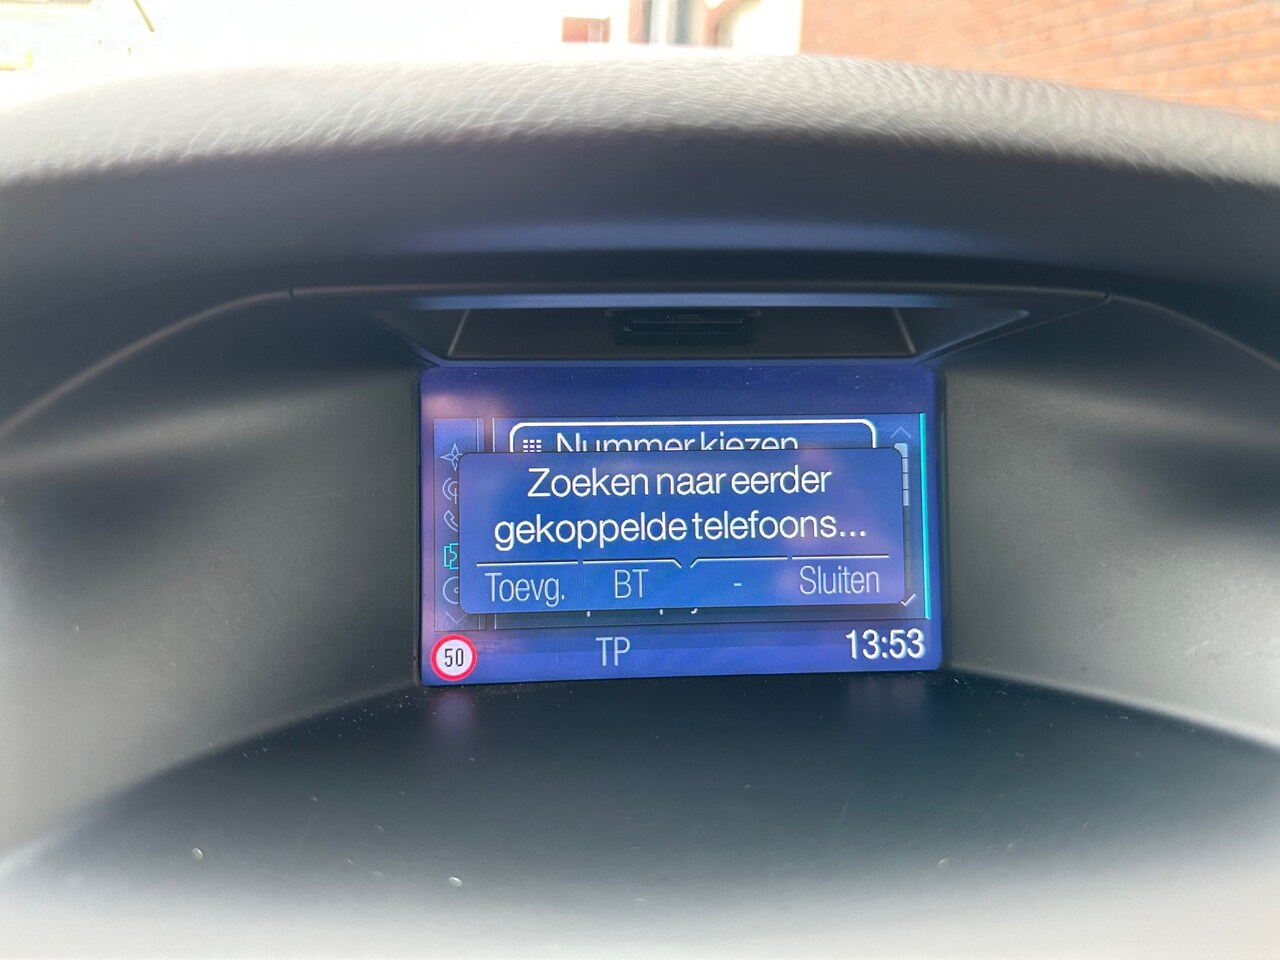 Nummer kiezen
Zoeken naar eerder
gekoppelde telefoons...
Toevg. BT - Sluiten
50 TP 13:53